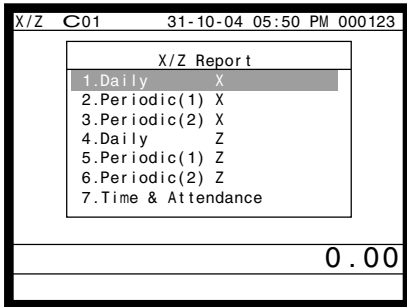 X/Z C01 31-10-04 05:50 PM 000123
X/Z Report
1.Daily X
2.Periodic(1) X
3.Periodic(2) X
4.Daily Z
5.Periodic(1) Z
6.Periodic(2) Z
7.Time & Attendance
0.00